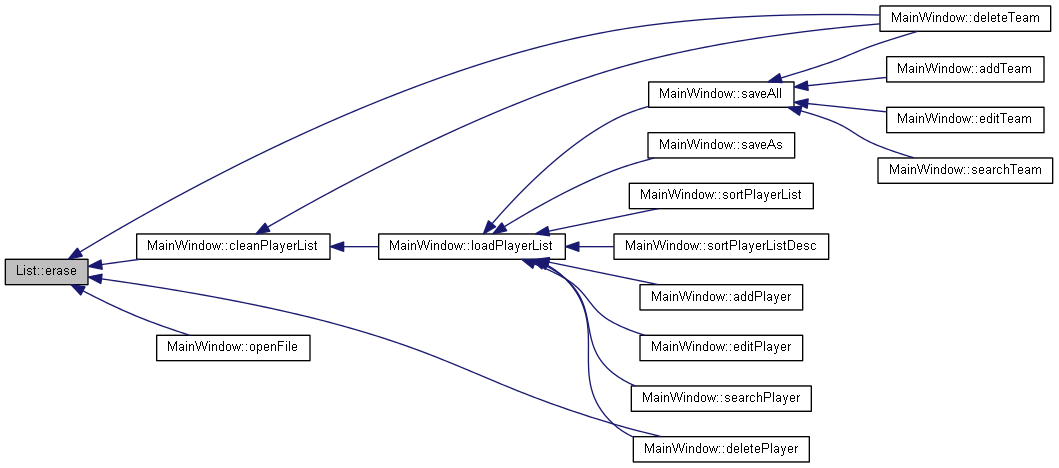 MainWindow::deleteTeam
MainWindow::addTeam
MainWindow::saveAll
MainWindow::editTeam
MainWindow::saveAs
MainWindow::searchTeam
MainWindow::sortPlayerList
MainWindow::cleanPlayerList
MainWindow::loadPlayerList
MainWindow::sortPlayerListDesc
List::erase
MainWindow::addPlayer
MainWindow::openFile
MainWindow::editPlayer
MainWindow::searchPlayer
MainWindow::deletePlayer